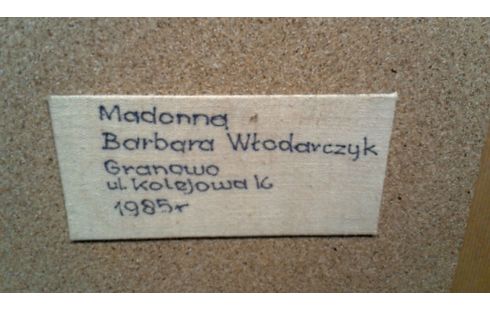 Madonna
Barbara Włodarczyk
Granowo
ul. Kolejowa 16
1985r